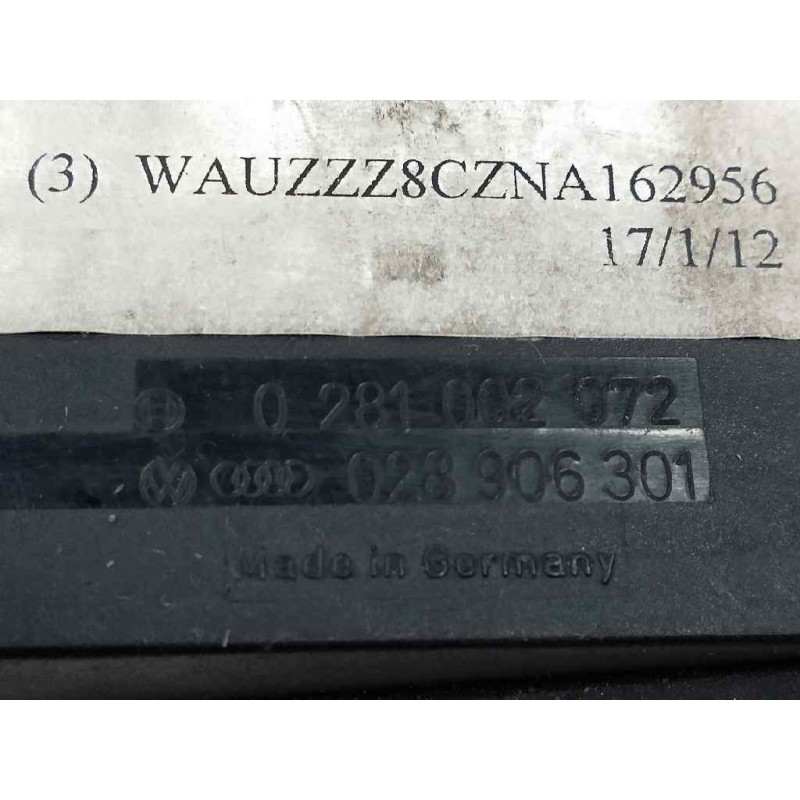 (3) WAUZZZ8CZNA162956
17/1/12
0 281 002 072
028 906 301
Made in Germany